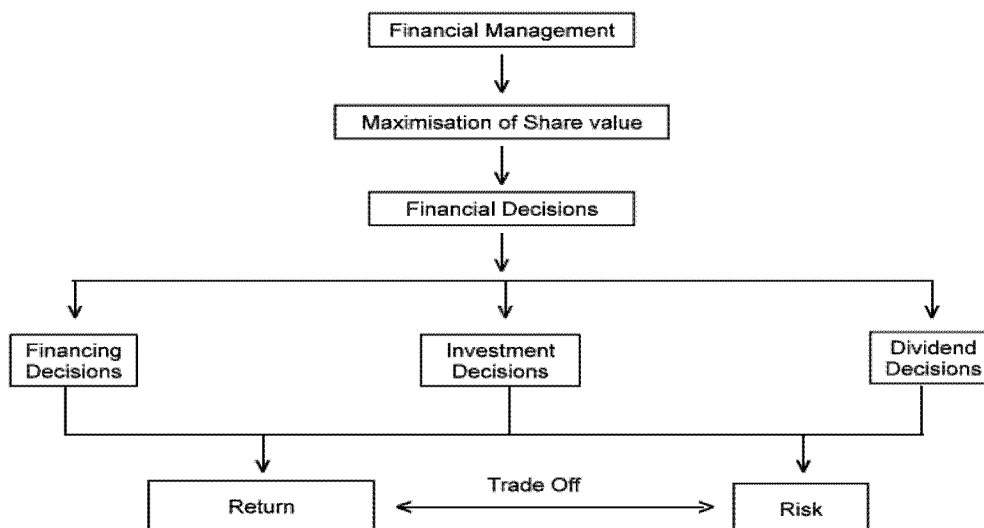 Financial Management
Maximisation of Share value
Financial Decisions
Financing
Decisions
Investment
Decisions
Dividend
Decisions
Return
Trade Off
Risk